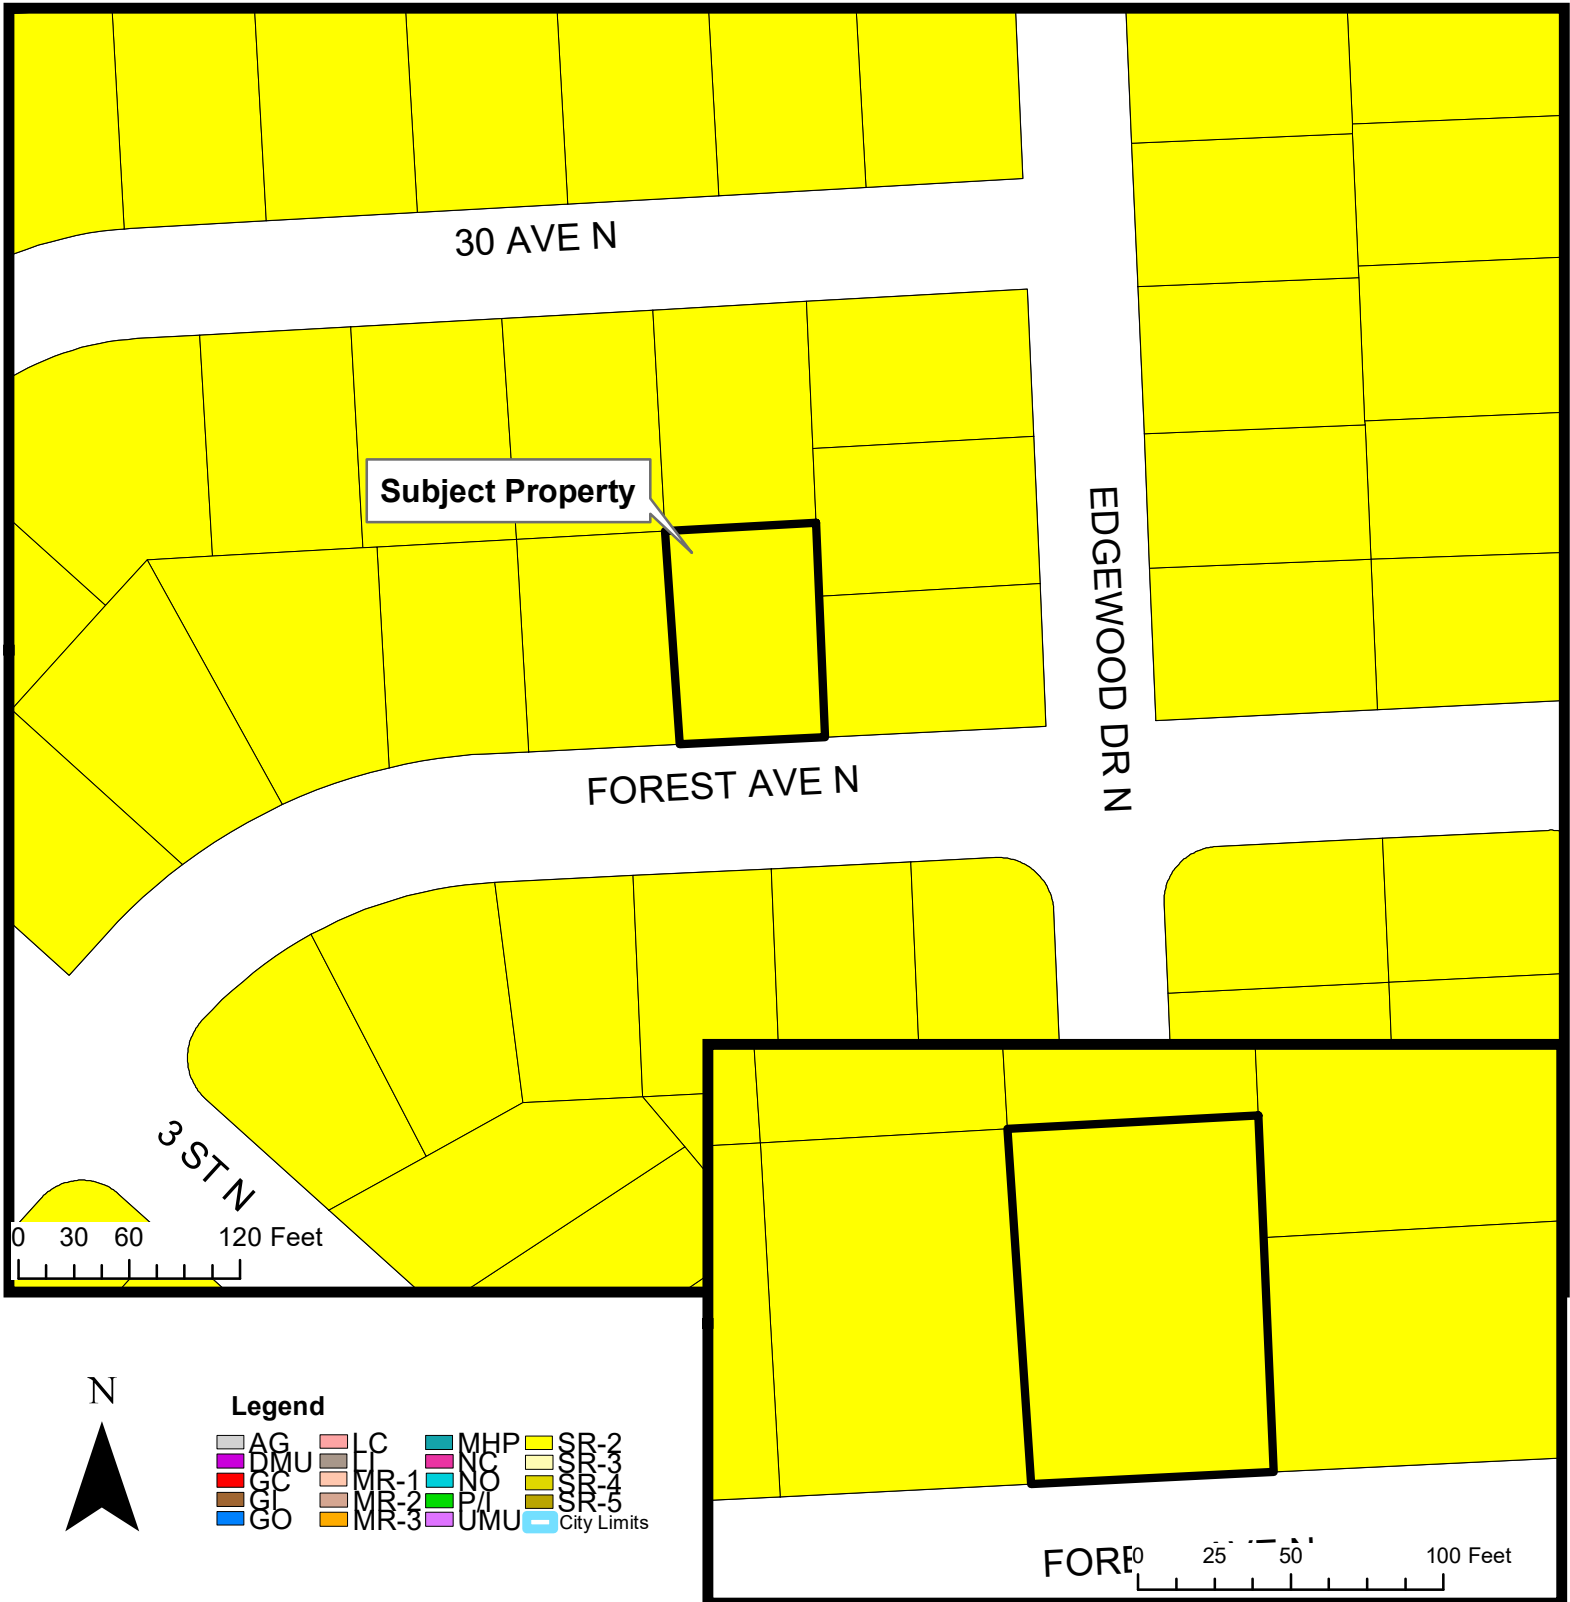 30 AVE N
Subject Property
EDGEWOOD DR N
FOREST AVE N
3 ST N
0 30 60 120 Feet
N
Legend
AG
DMU
GC
GI
GO
LC
LI
MR-1
MR-2
MR-3
MHP
NC
NO
P/I
UMU
SR-2
SR-3
SR-4
SR-5
City Limits
FORE AVE N
0 25 50 100 Feet